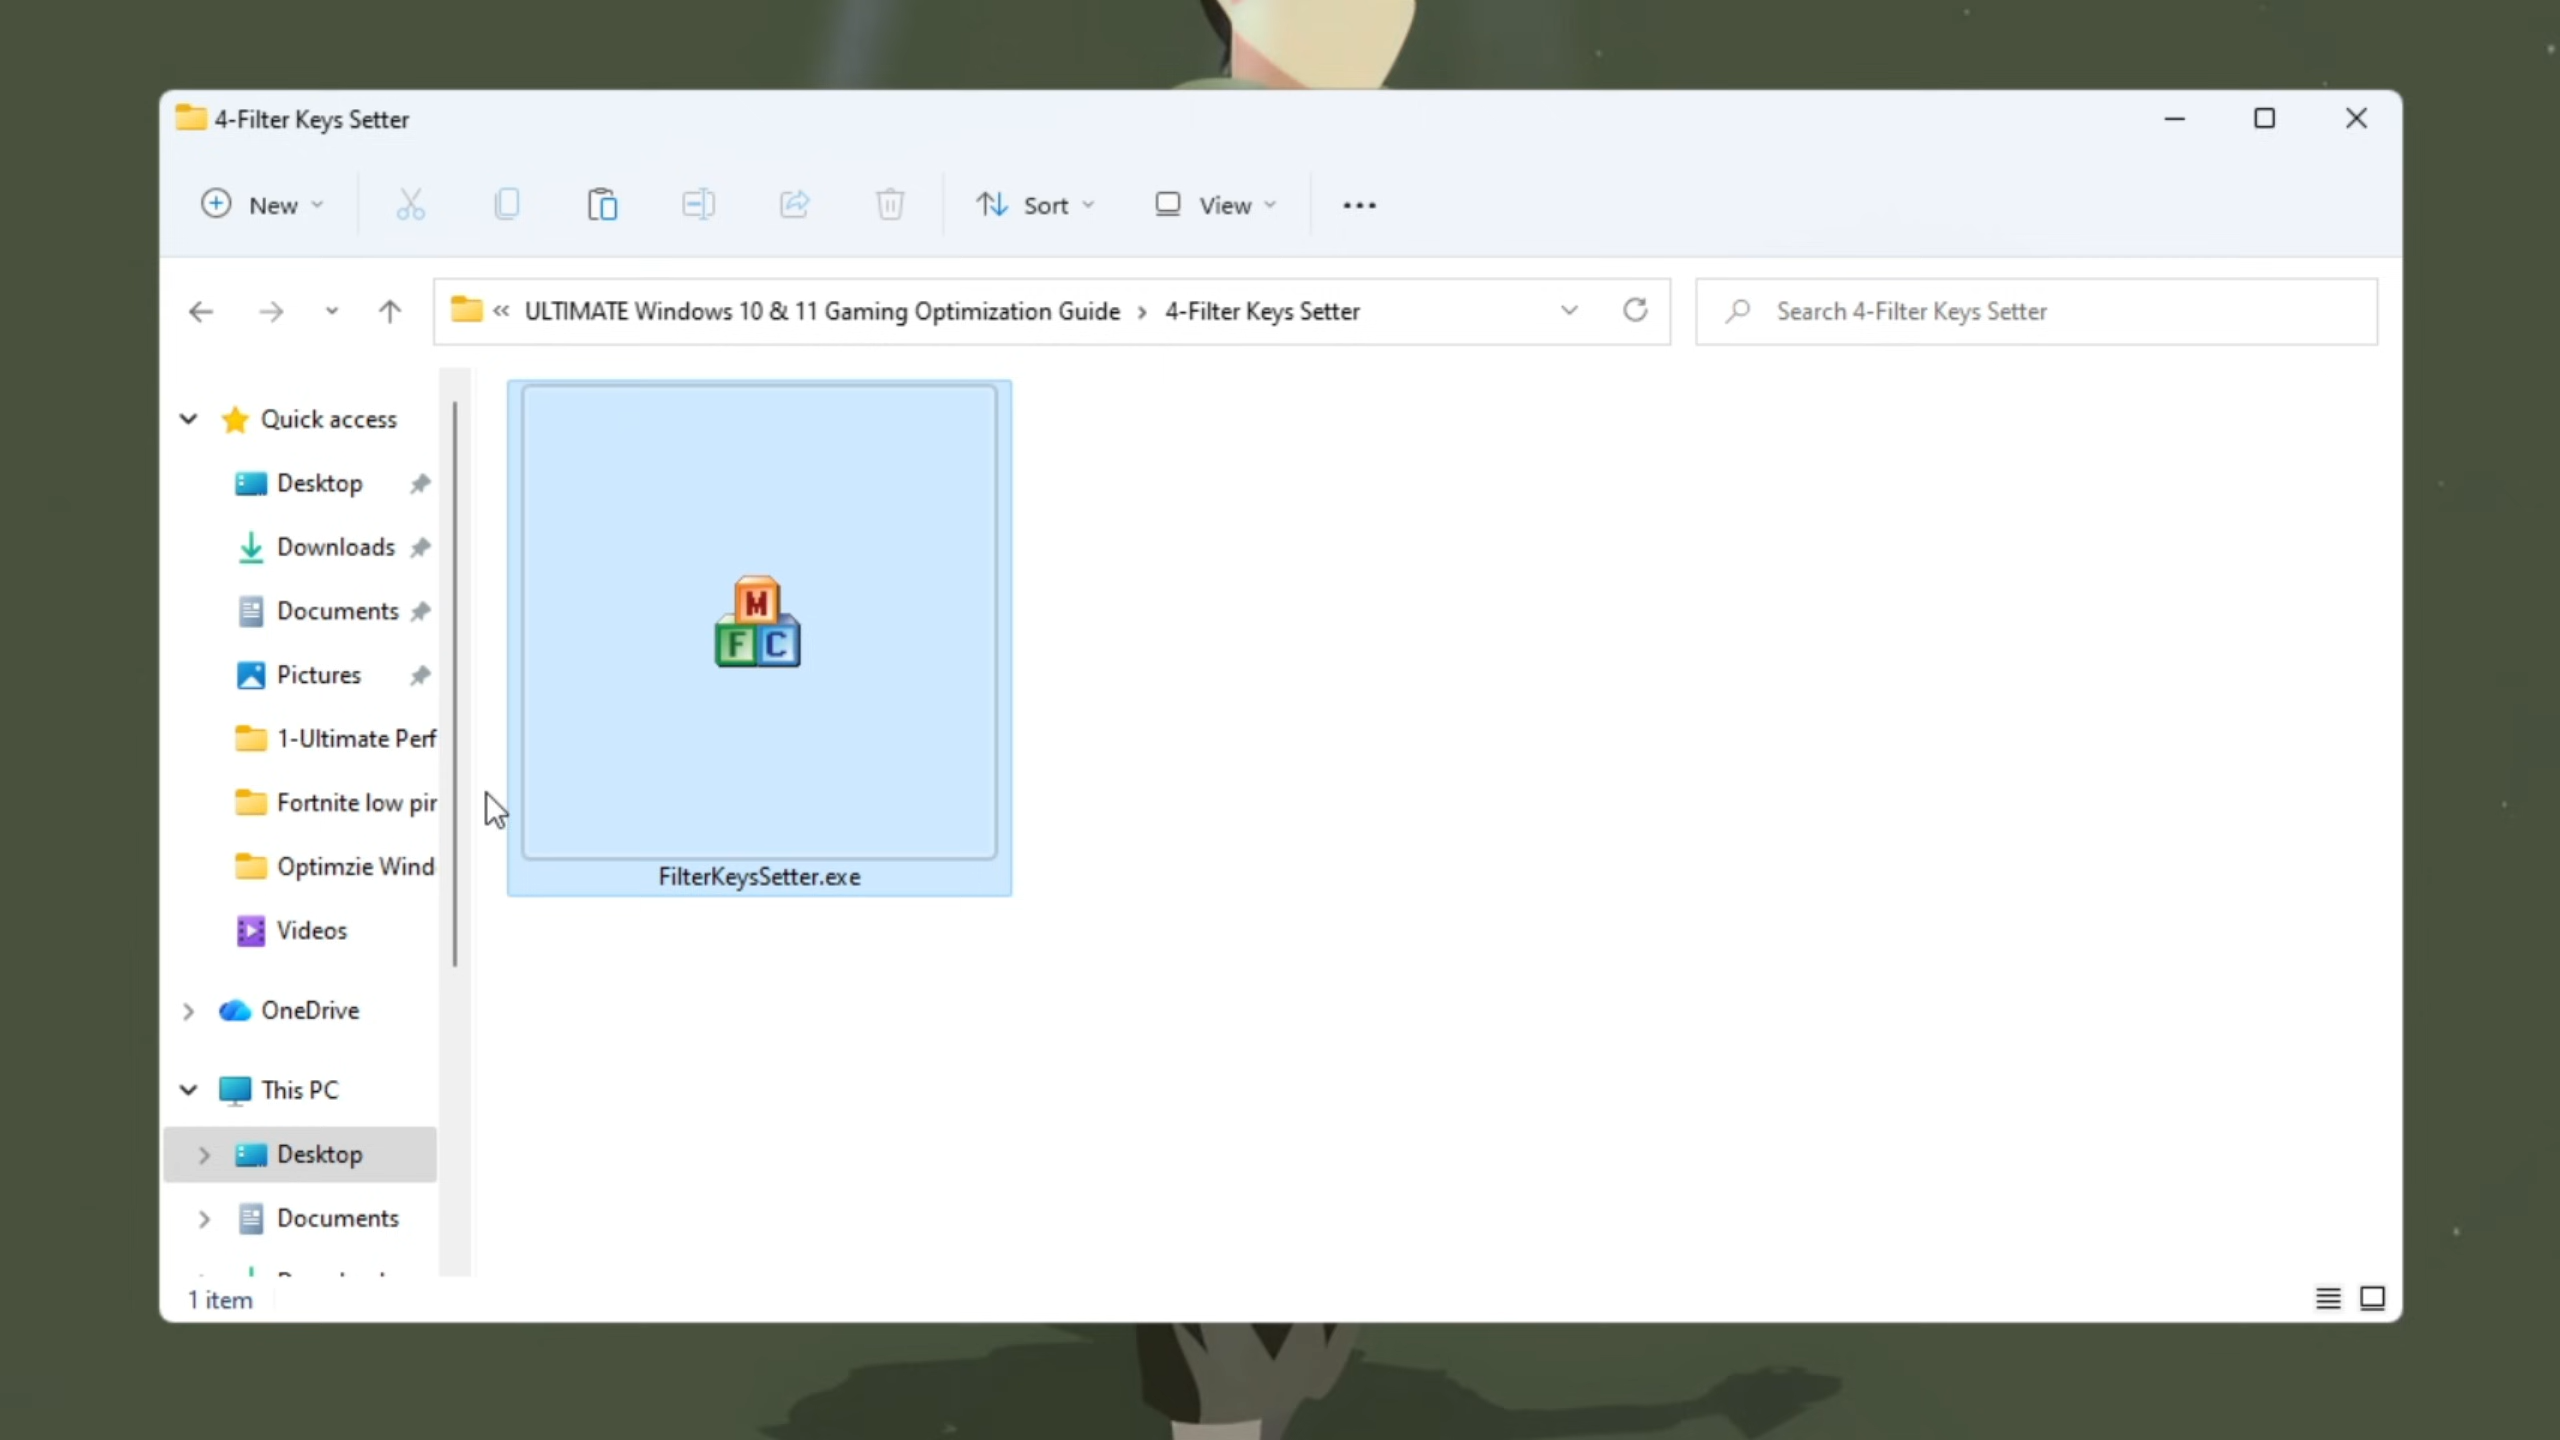 4-Filter Keys Setter
New
Sort
View
« ULTIMATE Windows 10 & 11 Gaming Optimization Guide › 4-Filter Keys Setter
Search 4-Filter Keys Setter
Quick access
Desktop
Downloads
Documents
Pictures
1-Ultimate Perf
Fortnite low pin
Optimzie Wind
Videos
OneDrive
This PC
Desktop
Documents
M
F C
FilterKeysSetter.exe
1 item